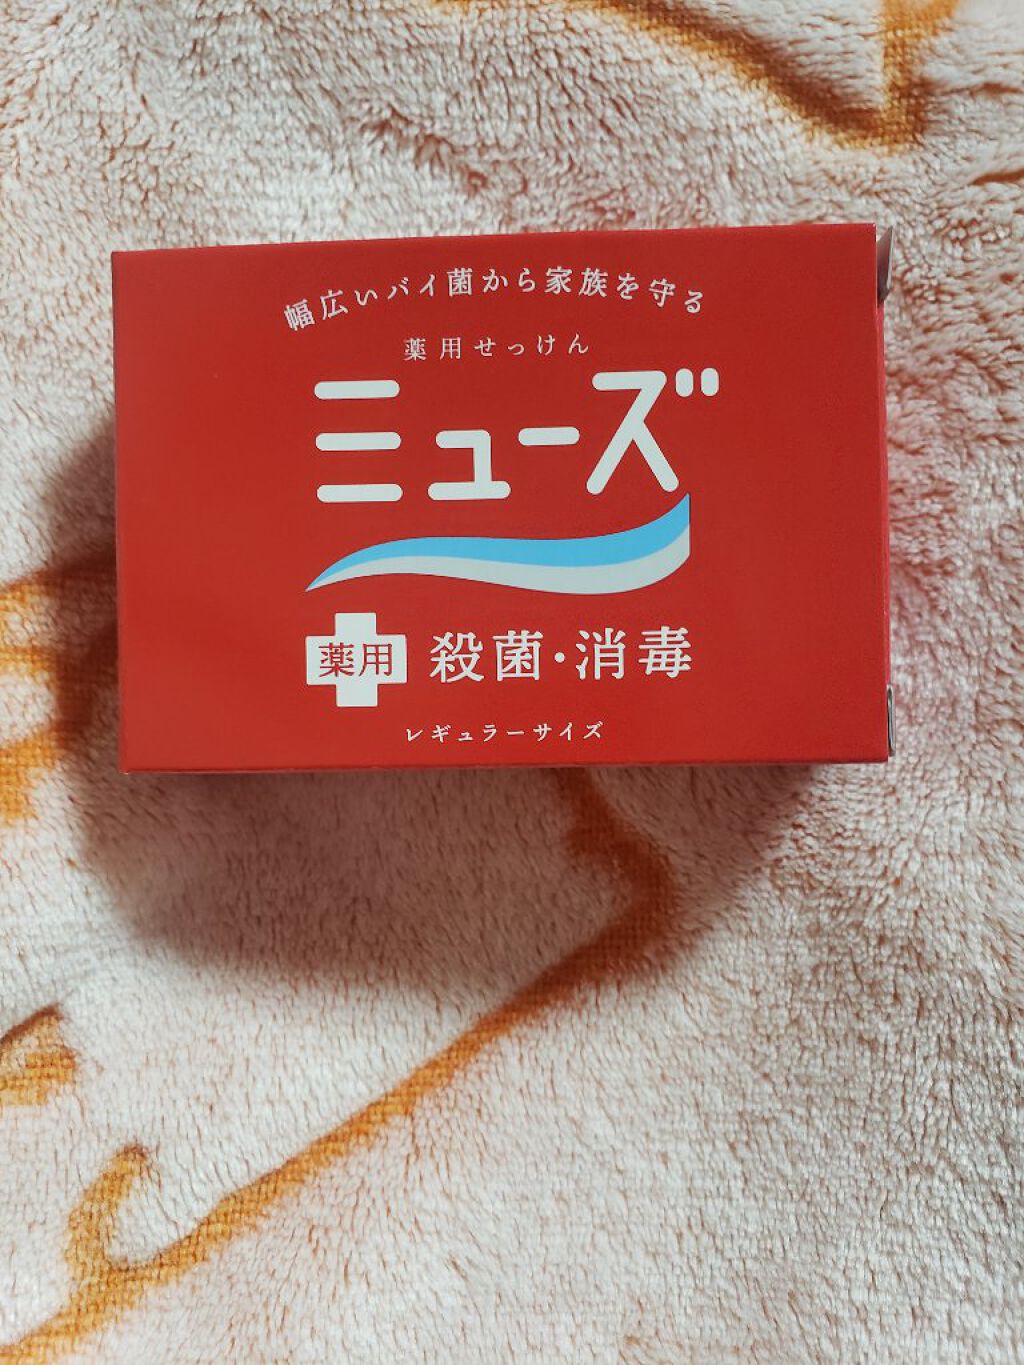 幅広いバイ菌から家族を守る
薬用せっけん
ミューズ
薬用 殺菌・消毒
レギュラーサイズ